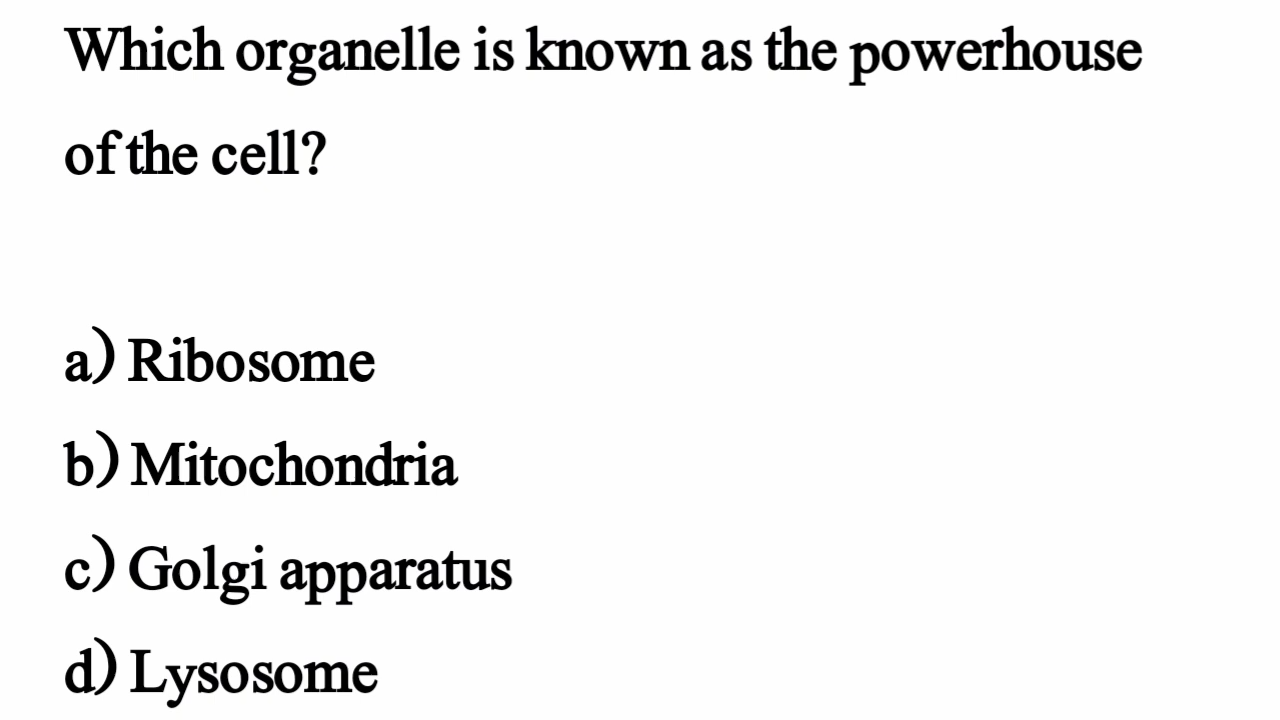 Which organelle is known as the powerhouse
of the cell?
a) Ribosome
b) Mitochondria
c) Golgi apparatus
d) Lysosome